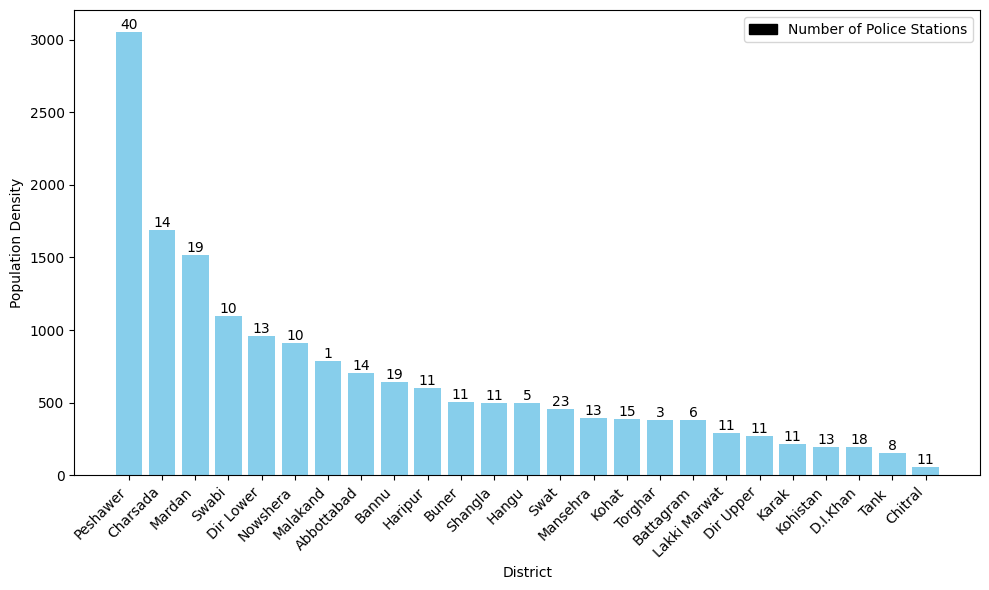 Number of Police Stations
Population Density
3000
2500
2000
1500
1000
500
0
40
14
19
10
13
10
1
14
19
11
11
11
5
23
13
15
3
6
11
11
11
13
18
8
11
Peshawer
Charsada
Mardan
Swabi
Dir Lower
Nowshera
Malakand
Abbottabad
Bannu
Haripur
Buner
Shangla
Hangu
Swat
Mansehra
Kohat
Torghar
Battagram
Lakki Marwat
Dir Upper
Karak
Kohistan
D.I.Khan
Tank
Chitral
District